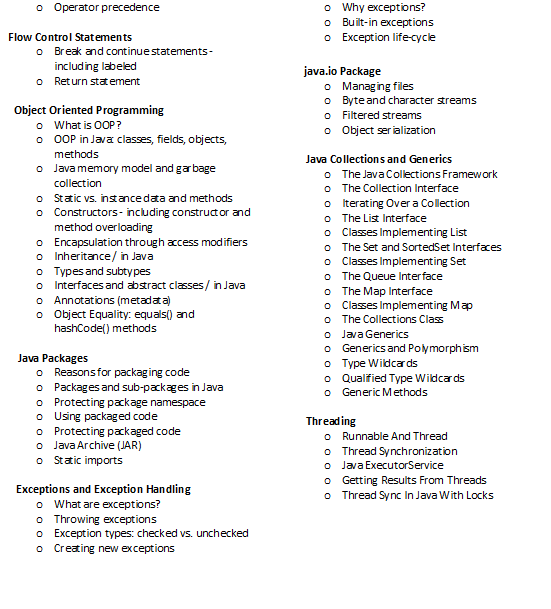 o Operator precedence
Flow Control Statements
o Break and continue statements -
including labeled
o Return statement
Object Oriented Programming
o What is OOP?
o OOP in Java: classes, fields, objects,
methods
o Java memory model and garbage
collection
o Static vs. instance data and methods
o Constructors - including constructor and
method overloading
o Encapsulation through access modifiers
o Inheritance / in Java
o Types and subtypes
o Interfaces and abstract classes / in Java
o Annotations (metadata)
o Object Equality: equals() and
hashCode() methods
Java Packages
o Reasons for packaging code
o Packages and sub-packages in Java
o Protecting package namespace
o Using packaged code
o Protecting packaged code
o Java Archive (JAR)
o Static imports
Exceptions and Exception Handling
o What are exceptions?
o Throwing exceptions
o Exception types: checked vs. unchecked
o Creating new exceptions
o Why exceptions?
o Built-in exceptions
o Exception life-cycle
java.io Package
o Managing files
o Byte and character streams
o Filtered streams
o Object serialization
Java Collections and Generics
o The Java Collections Framework
o The Collection Interface
o Iterating Over a Collection
o The List Interface
o Classes Implementing List
o The Set and SortedSet Interfaces
o Classes Implementing Set
o The Queue Interface
o The Map Interface
o Classes Implementing Map
o The Collections Class
o Java Generics
o Generics and Polymorphism
o Type Wildcards
o Qualified Type Wildcards
o Generic Methods
Threading
o Runnable And Thread
o Thread Synchronization
o Java ExecutorService
o Getting Results From Threads
o Thread Sync In Java With Locks